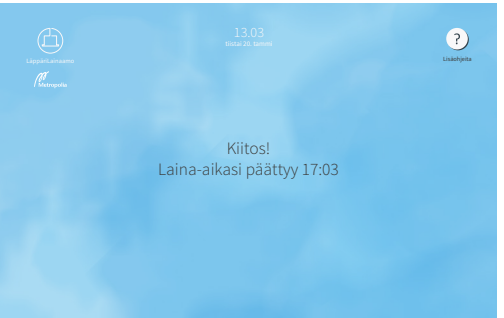 13.03
tiistai 20. tammi
LäppäriLainaamo
Metropolia
?
Lisäohjeita
Kiitos!
Laina-aikasi päättyy 17:03